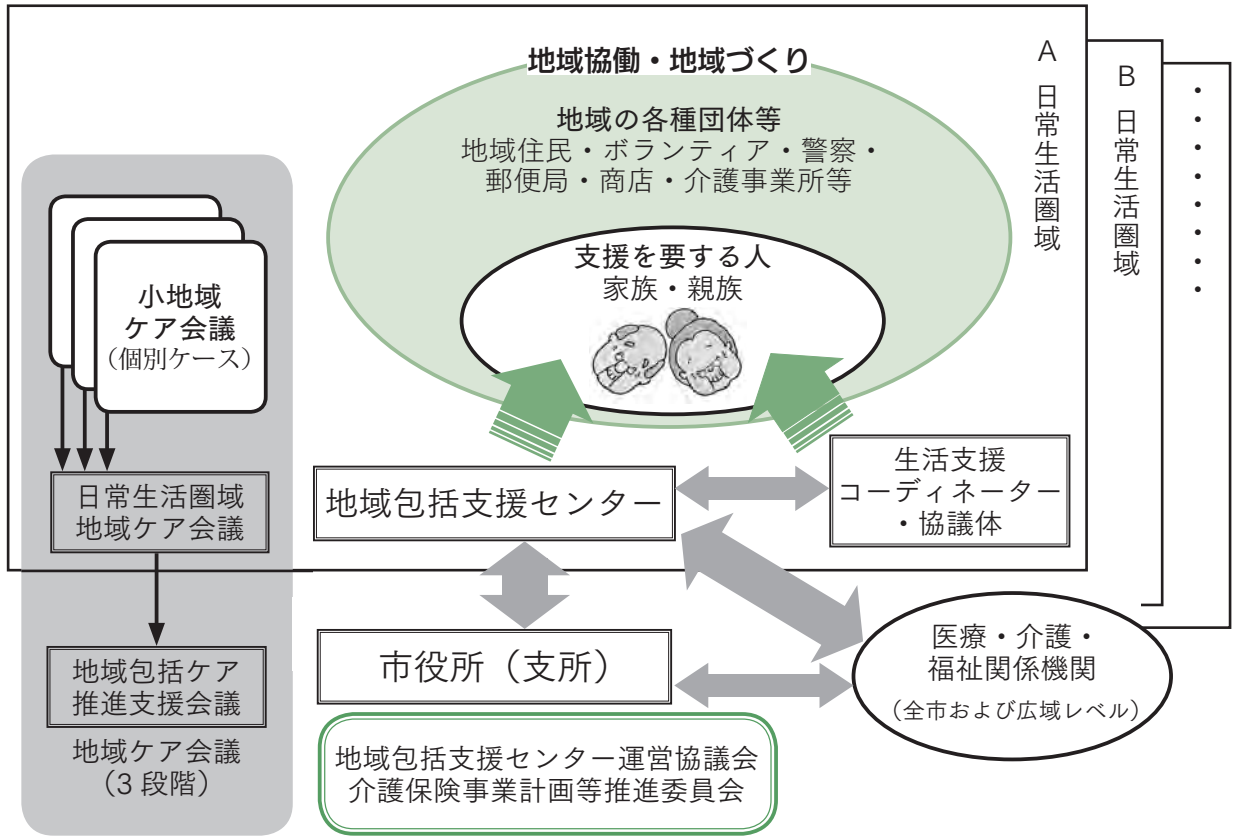 地域協働・地域づくり
地域の各種団体等
地域住民・ボランティア・警察・
郵便局・商店・介護事業所等
支援を要する人
家族・親族
A 日常生活圏域
B 日常生活圏域
・・・・・・・
小地域
ケア会議
（個別ケース）
日常生活圏域
地域ケア会議
地域包括ケア
推進支援会議
地域ケア会議
（3 段階）
地域包括支援センター
生活支援
コーディネーター
・協議体
市役所（支所）
医療・介護・
福祉関係機関
（全市および広域レベル）
地域包括支援センター運営協議会
介護保険事業計画等推進委員会